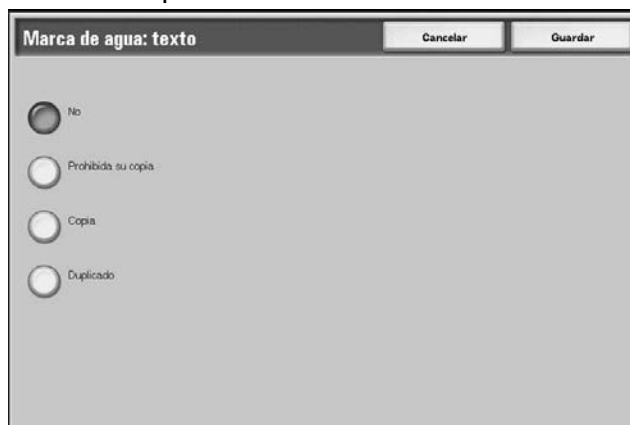 Marca de agua: texto
Cancelar
Guardar
No
Prohibida su copia
Copia
Duplicado